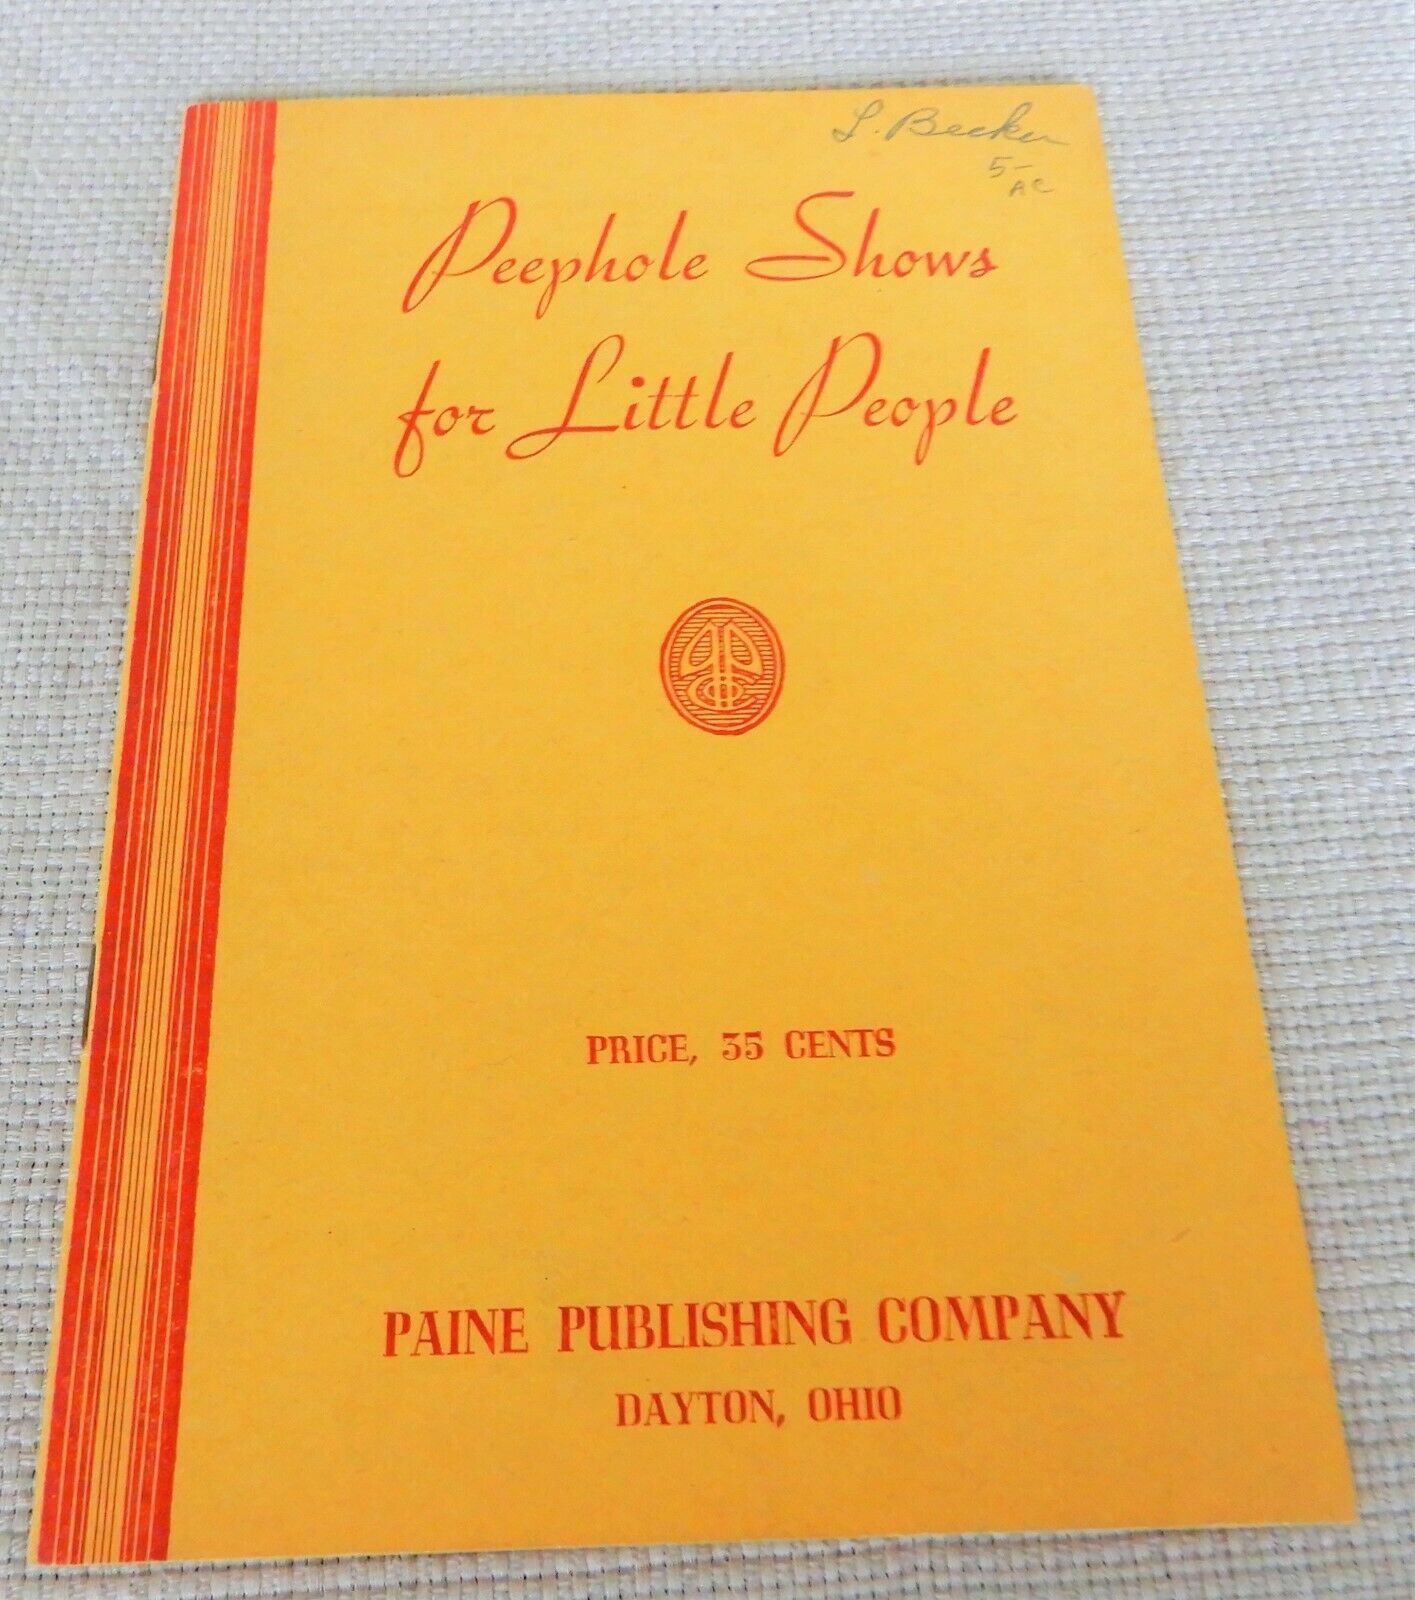 L. Becker
5-
AC
Peephole Shows
for Little People
PRICE, 35 CENTS
PAINE PUBLISHING COMPANY
DAYTON, OHIO